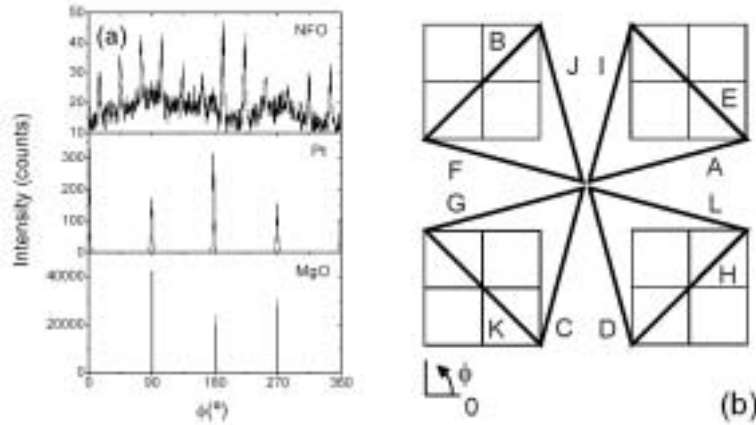 (a)
NFO
50
40
30
20
10
Pt
300
200
100
0
MgO
40000
20000
0
0 90 180 270 360
Intensity (counts)
ϕ(°)
B J I E
F A
G L
K C D H
ϕ
0
(b)